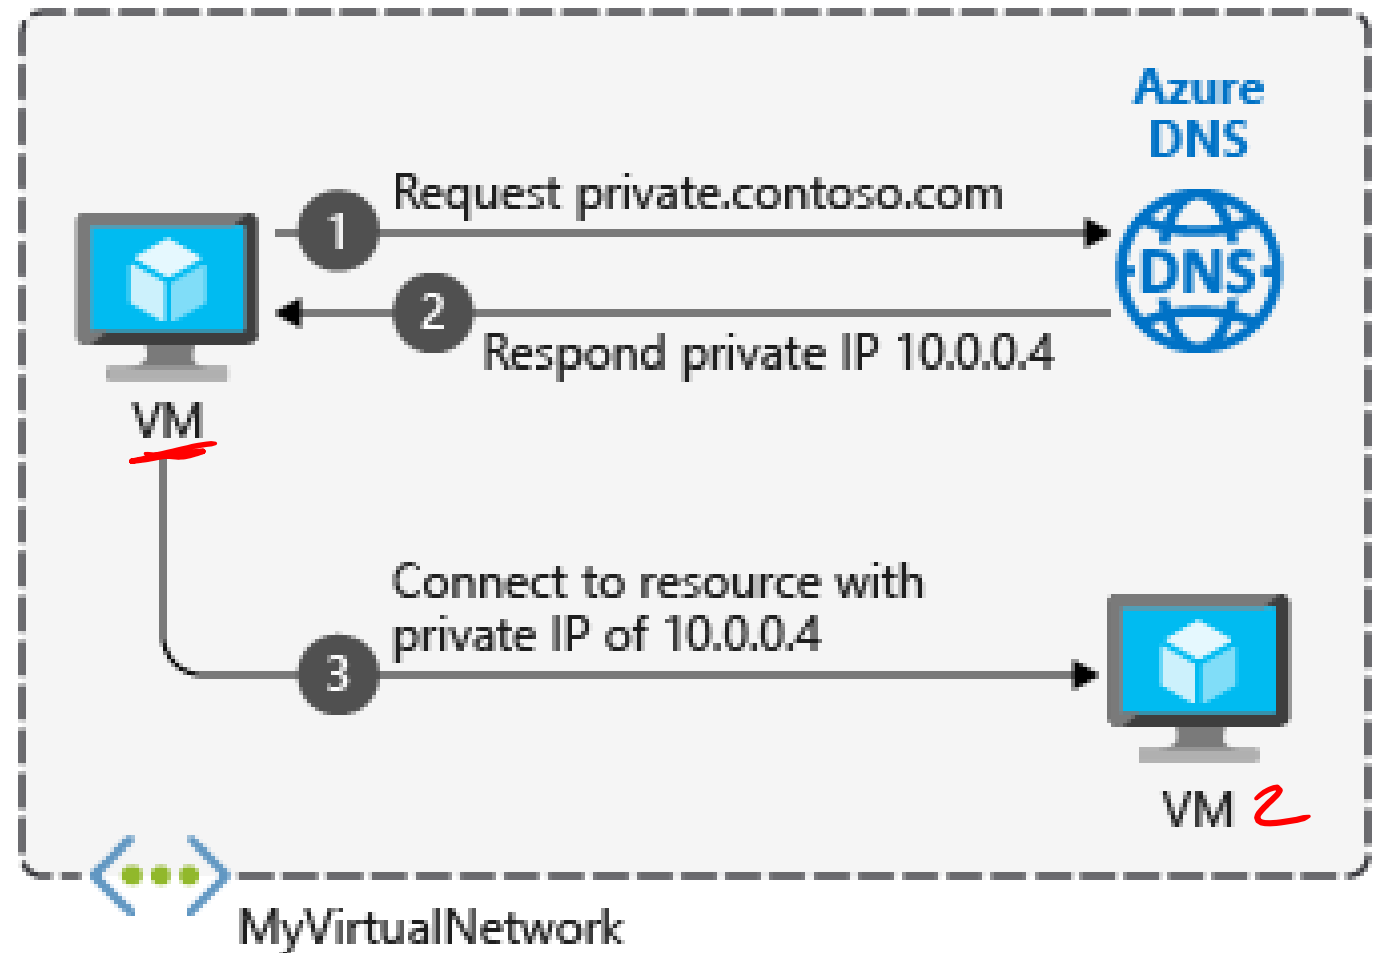 Azure
DNS
Request private.contoso.com
1
DNS
2
Respond private IP 10.0.0.4
VM
Connect to resource with
private IP of 10.0.0.4
3
VM 2
MyVirtualNetwork